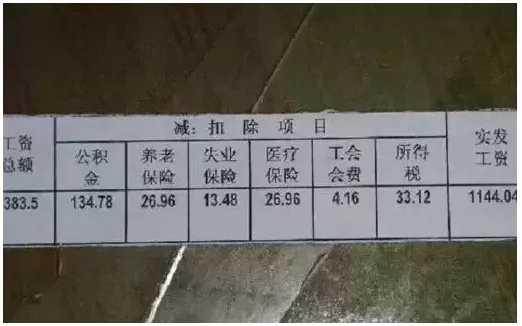 工资总额
减：扣除项目
实发工资
公积金
养老保险
失业保险
医疗保险
工会会费
所得税
383.5
134.78
26.96
13.48
26.96
4.16
33.12
1144.04